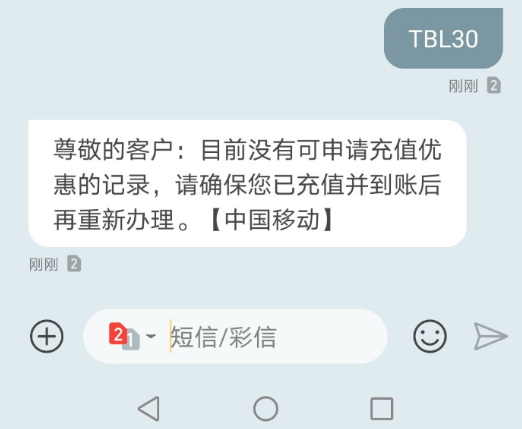 TBL30
刚刚 2
尊敬的客户：目前没有可申请充值优
惠的记录，请确保您已充值并到账后
再重新办理。【中国移动】
刚刚 2
2 1 短信/彩信